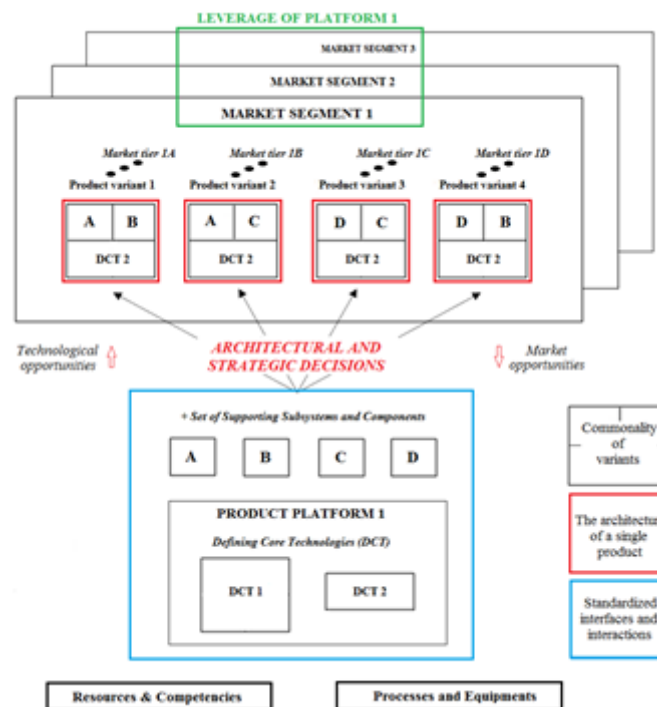 LEVERAGE OF PLATFORM 1
MARKET SEGMENT 3
MARKET SEGMENT 2
MARKET SEGMENT 1
Market tier 1A
Market tier 1B
Market tier 1C
Market tier 1D
Product variant 1
Product variant 2
Product variant 3
Product variant 4
A B
A C
D C
D B
DCT 2
DCT 2
DCT 2
DCT 2
Technological
opportunities
ARCHITECTURAL AND
STRATEGIC DECISIONS
Market
opportunities
+ Set of Supporting Subsystems and Components
A
B
C
D
PRODUCT PLATFORM 1
Defining Core Technologies (DCT)
DCT 1
DCT 2
Commonality
of
variants
The architectur
of a single
product
Standardized
interfaces and
interactions
Resources & Competencies
Processes and Equipments